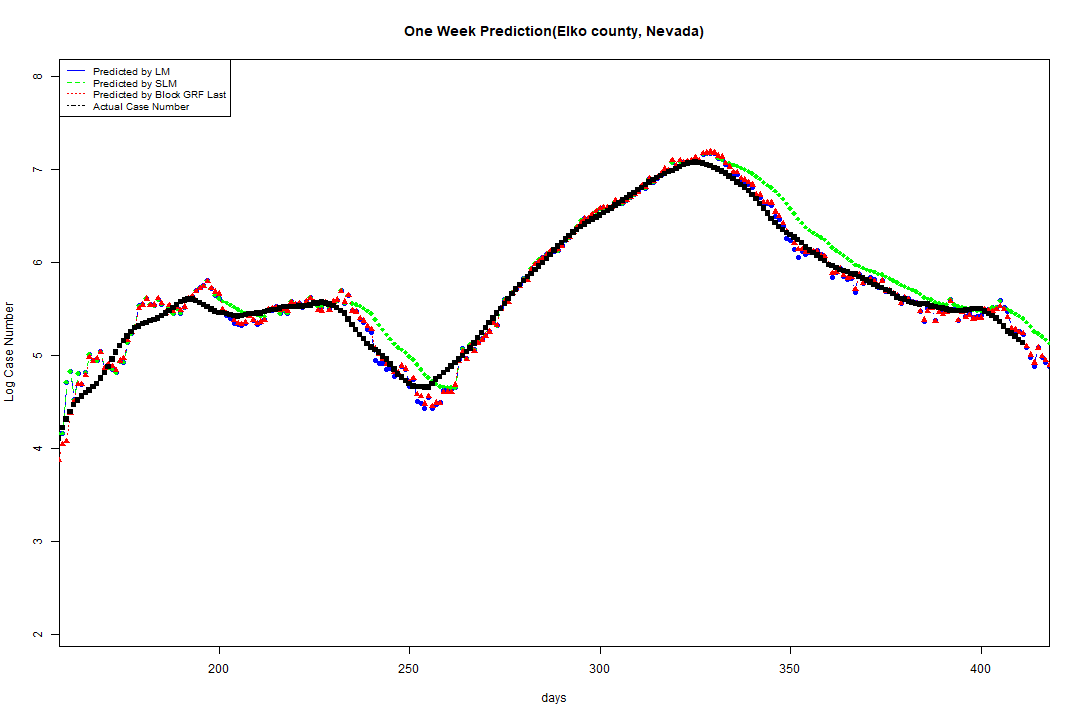 One Week Prediction(Elko county, Nevada)
Predicted by LM
Predicted by SLM
Predicted by Block GRF Last
Actual Case Number
8
7
6
5
4
3
2
Log Case Number
200 250 300 350 400
days